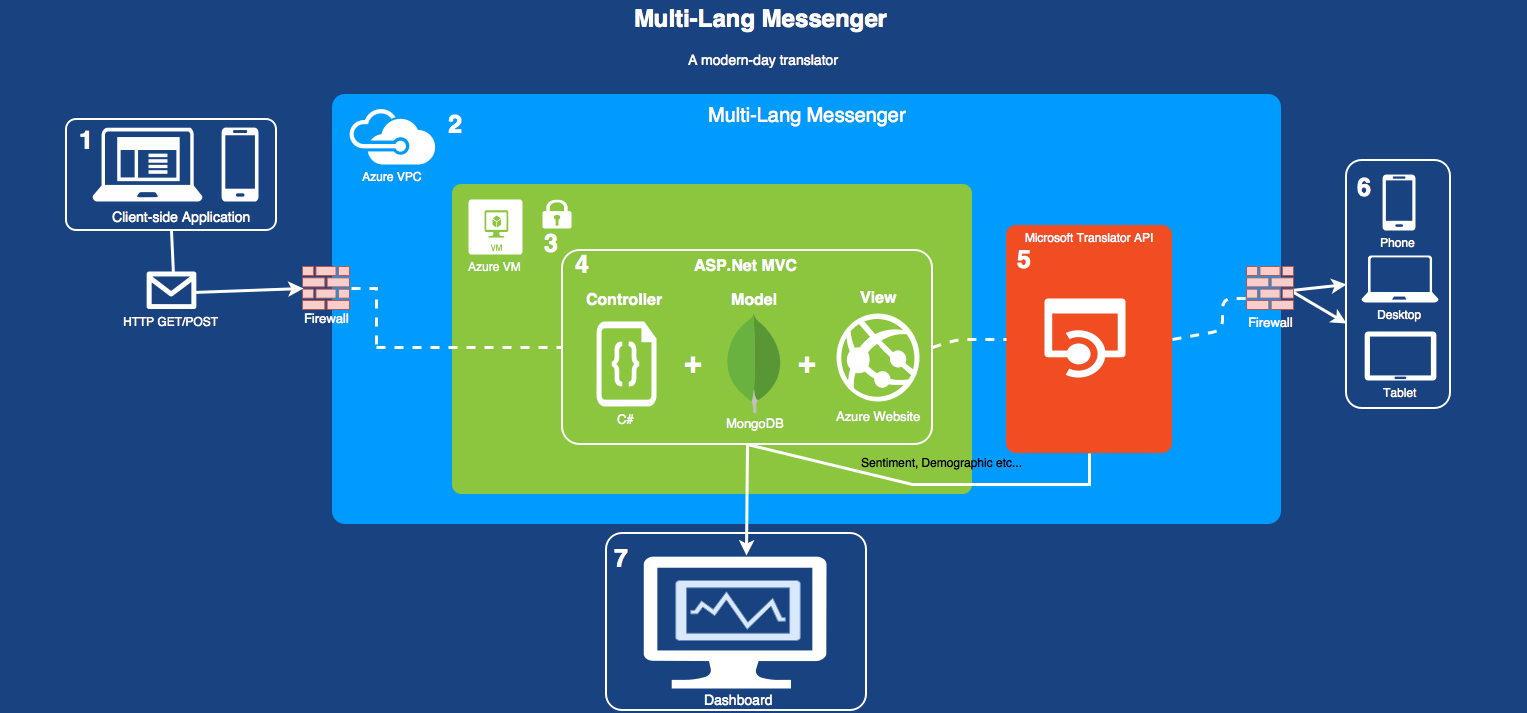 Multi-Lang Messenger
A modern-day translator
1
Client-side Application
HTTP GET/POST
Firewall
Multi-Lang Messenger
2
Azure VPC
VM
Azure VM
3
4
ASP.Net MVC
Controller
C#
+
Model
MongoDB
+
View
Azure Website
Sentiment, Demographic etc...
Microsoft Translator API
5
Firewall
6
Phone
Desktop
Tablet
7
Dashboard